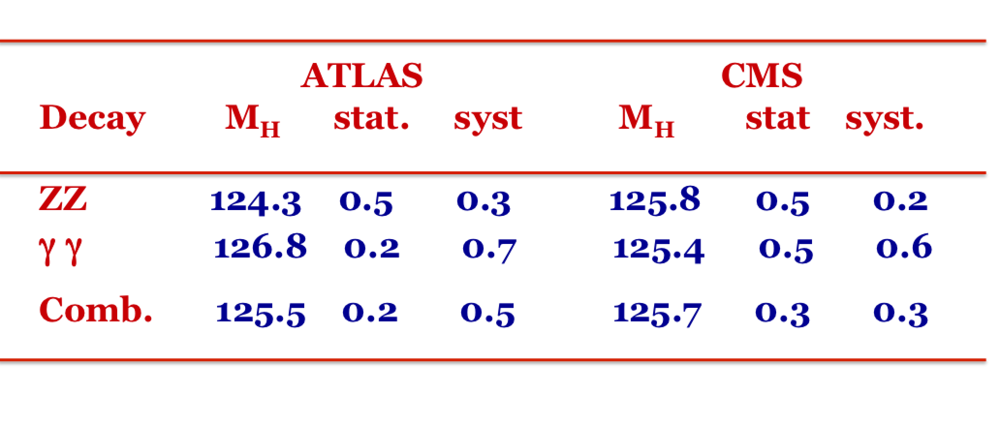 ATLAS CMS
Decay M_H stat. syst M_H stat syst.
ZZ 124.3 0.5 0.3 125.8 0.5 0.2
γ γ 126.8 0.2 0.7 125.4 0.5 0.6
Comb. 125.5 0.2 0.5 125.7 0.3 0.3